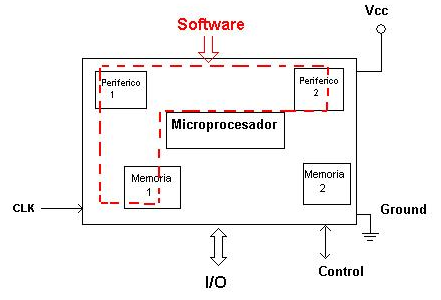 Software
Vcc
Periferico
1
Periferico
2
Microprocesador
Memoria
1
Memoria
2
CLK
Ground
I/O
Control